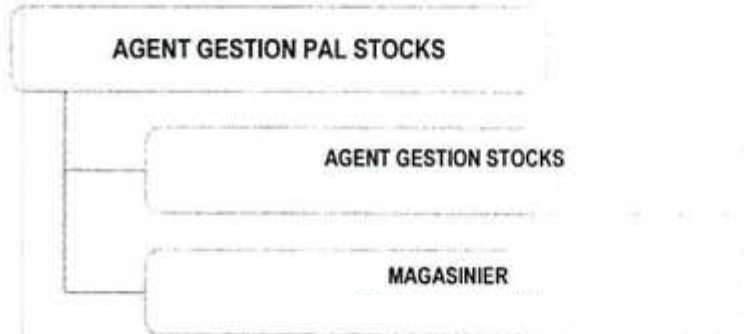 AGENT GESTION PAL STOCKS
AGENT GESTION STOCKS
MAGASINIER